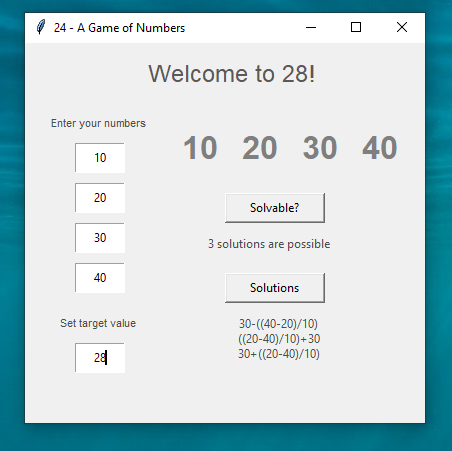 24 - A Game of Numbers
Welcome to 28!
Enter your numbers
10
20
30
40
Set target value
28
10 20 30 40
Solvable?
3 solutions are possible
Solutions
30-((40-20)/10)
((20-40)/10)+30
30+((20-40)/10)